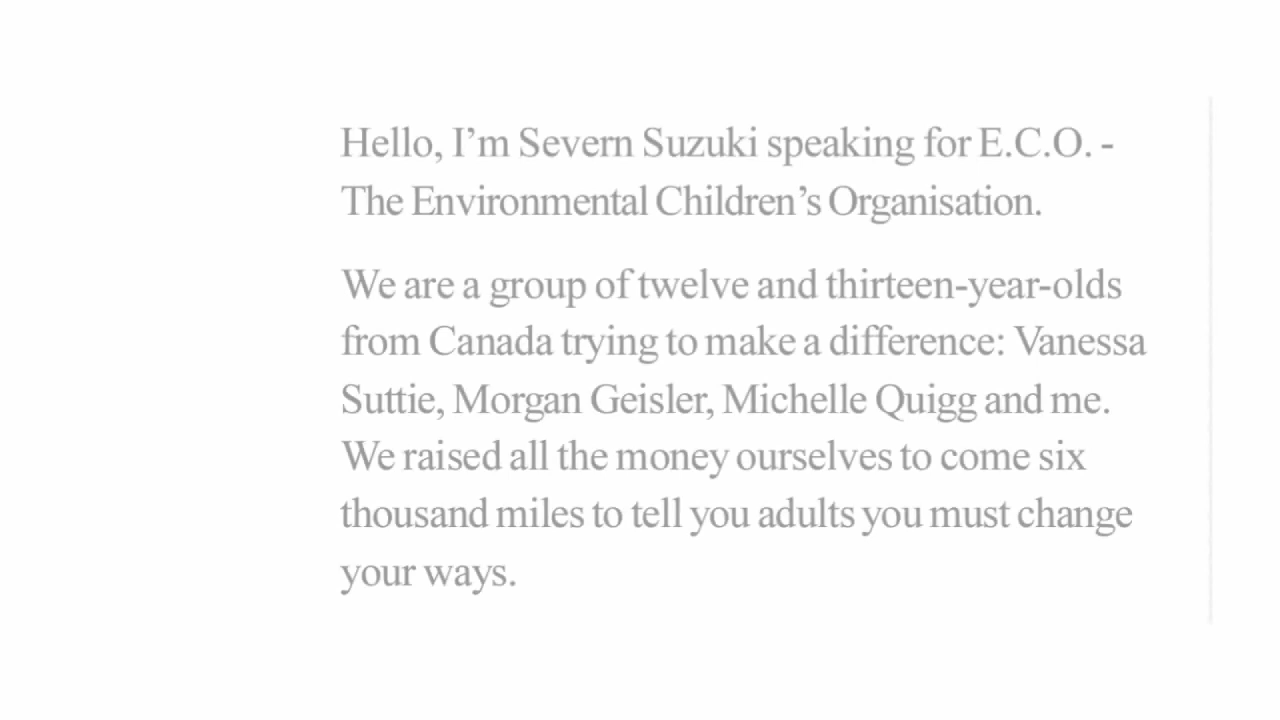 Hello, I’m Severn Suzuki speaking for E.C.O. -
The Environmental Children’s Organisation.
We are a group of twelve and thirteen-year-olds
from Canada trying to make a difference: Vanessa
Suttie, Morgan Geisler, Michelle Quigg and me.
We raised all the money ourselves to come six
thousand miles to tell you adults you must change
your ways.